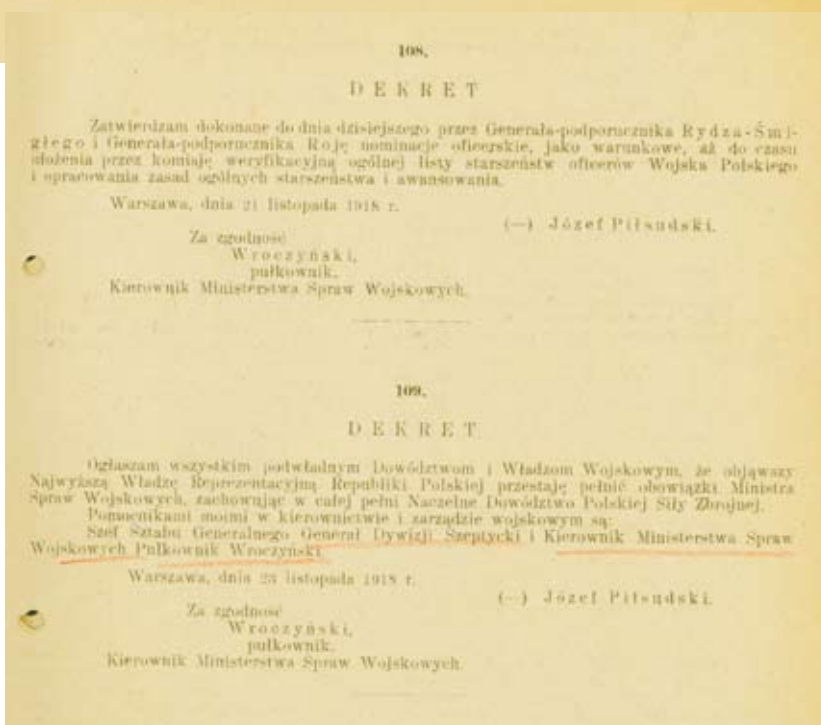 108.
DEKRET
Zatwierdzam dokonane do dnia dzisiejszego przez Generała-podporucznika Rydza-Śmi-
głego i Generała-podporucznika Roję nominacje oficerskie, jako warunkowe, aż do czasu
ułożenia przez komisję weryfikacyjną ogólnej listy starszeństw oficerów Wojska Polskiego
i opracowania zasad ogólnych starszeństwa i awansowania.
Warszawa, dnia 21 listopada 1918 r.
(—) Józef Piłsudski.
Za zgodność
Wroczyński,
pułkownik.
Kierownik Ministerstwa Spraw Wojskowych.
109.
DEKRET
Ogłaszam wszystkim podwładnym Dowództwom i Władzom Wojskowym, że objąwszy
Najwyższą Władzę Reprezentacyjną Republiki Polskiej przestaję pełnić obowiązki Ministra
Spraw Wojskowych, zachowując w całej pełni Naczelne Dowództwo Polskiej Siły Zbrojnej.
Pomocnikami moimi w kierownictwie i zarządzie wojskowym są:
Szef Sztabu Generalnego Generał Dywizji Szeptycki i Kierownik Ministerstwa Spraw
Wojskowych Pułkownik Wroczyński.
Warszawa, dnia 23 listopada 1918 r.
(—) Józef Piłsudski.
Za zgodność
Wroczyński,
pułkownik.
Kierownik Ministerstwa Spraw Wojskowych.